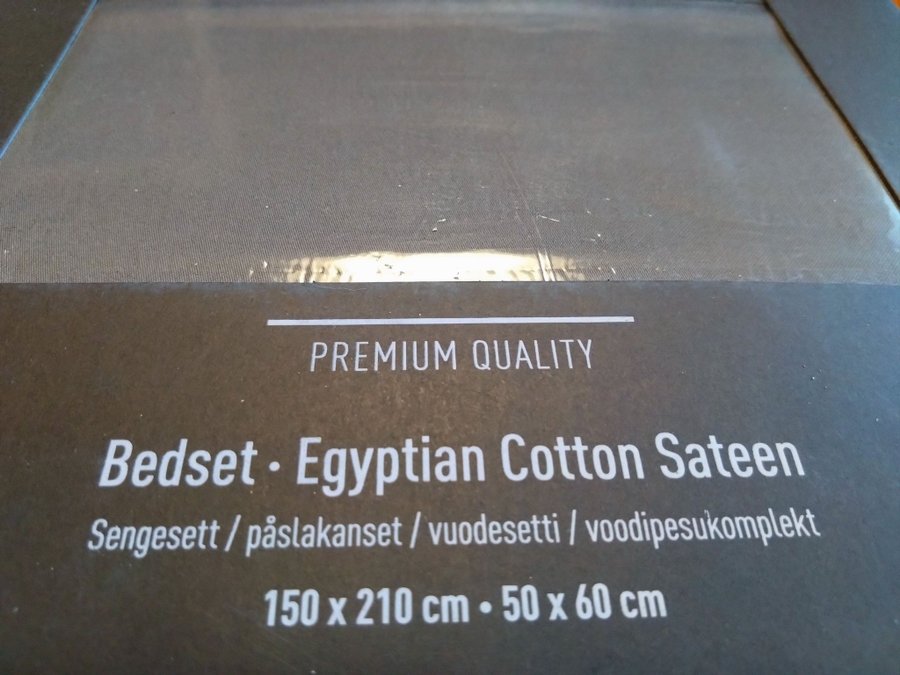 PREMIUM QUALITY
Bedset · Egyptian Cotton Sateen
Sengesett / påslakanset / vuodesetti / voodipesukomplekt
150 x 210 cm • 50 x 60 cm